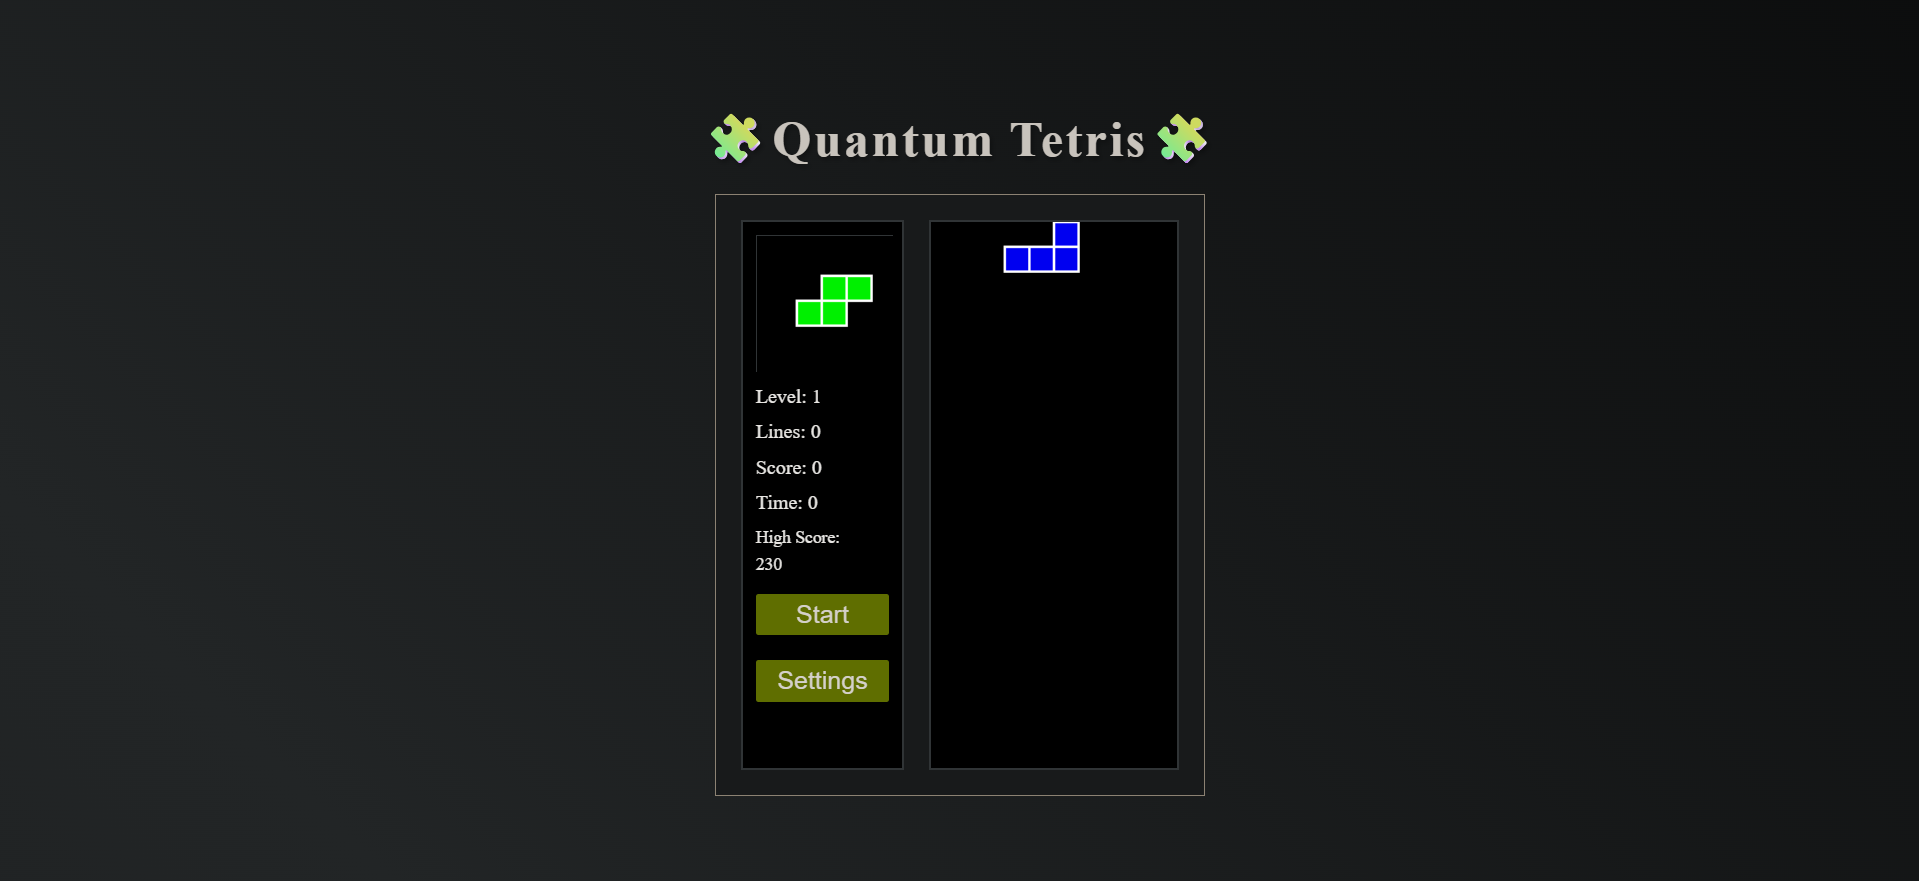 Quantum Tetris
Level: 1
Lines: 0
Score: 0
Time: 0
High Score:
230
Start
Settings